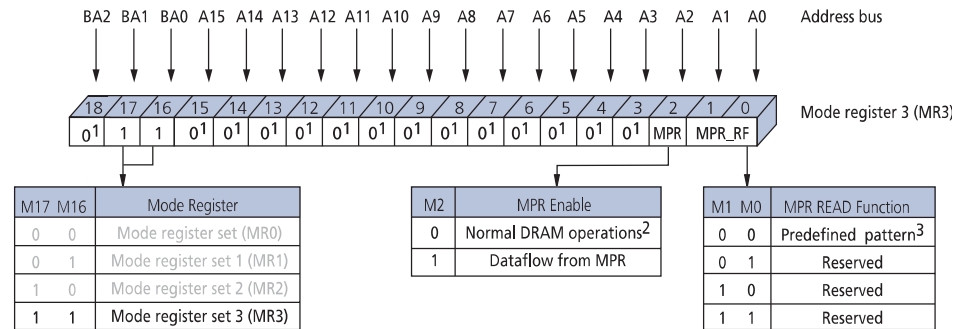 BA2 BA1 BA0 A15 A14 A13 A12 A11 A10 A9 A8 A7 A6 A5 A4 A3 A2 A1 A0 Address bus
18 17 16 15 14 13 12 11 10 9 8 7 6 5 4 3 2 1 0 Mode register 3 (MR3)
0¹ 1 1 0¹ 0¹ 0¹ 0¹ 0¹ 0¹ 0¹ 0¹ 0¹ 0¹ 0¹ 0¹ 0¹ MPR MPR_RF
M17 M16 Mode Register
0 0 Mode register set (MR0)
0 1 Mode register set 1 (MR1)
1 0 Mode register set 2 (MR2)
1 1 Mode register set 3 (MR3)
M2 MPR Enable
0 Normal DRAM operations²
1 Dataflow from MPR
M1 M0 MPR READ Function
0 0 Predefined pattern³
0 1 Reserved
1 0 Reserved
1 1 Reserved